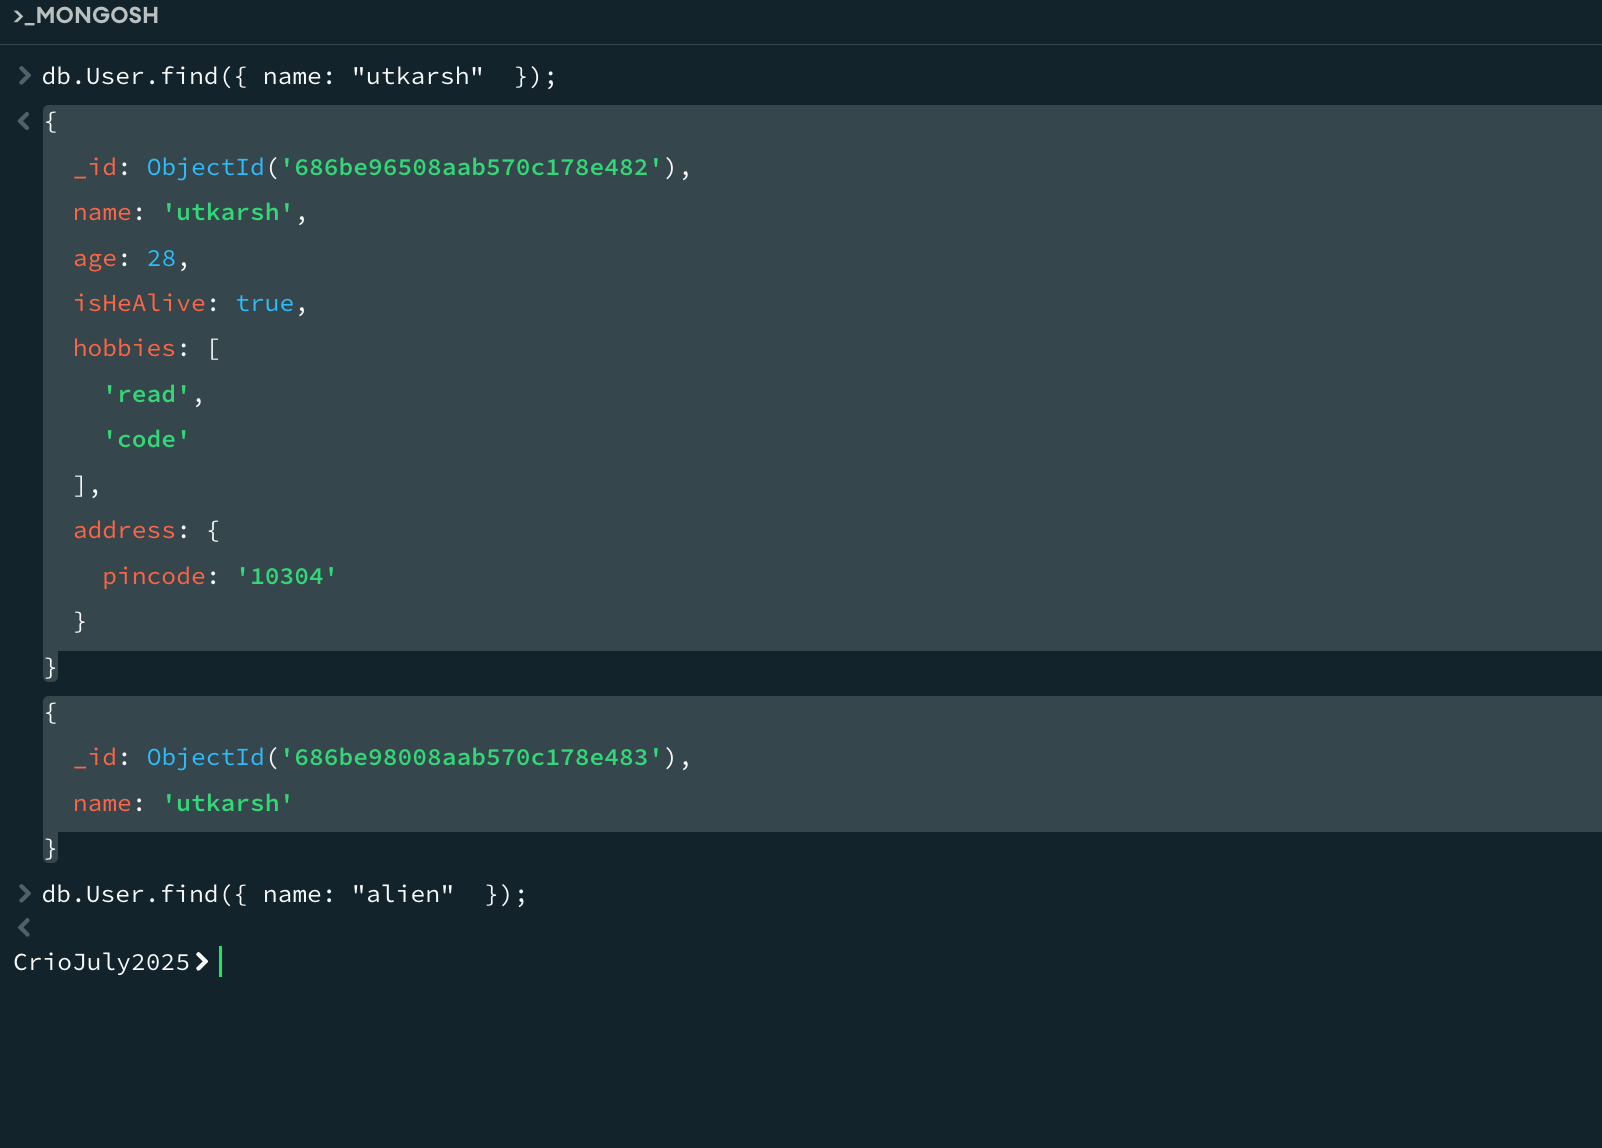 >_MONGOSH
> db.User.find({ name: "utkarsh"  });
< {
  _id: ObjectId('686be96508aab570c178e482'),
  name: 'utkarsh',
  age: 28,
  isHeAlive: true,
  hobbies: [
    'read',
    'code'
  ],
  address: {
    pincode: '10304'
  }
}
{
  _id: ObjectId('686be98008aab570c178e483'),
  name: 'utkarsh'
}
> db.User.find({ name: "alien"  });
<
CrioJuly2025>